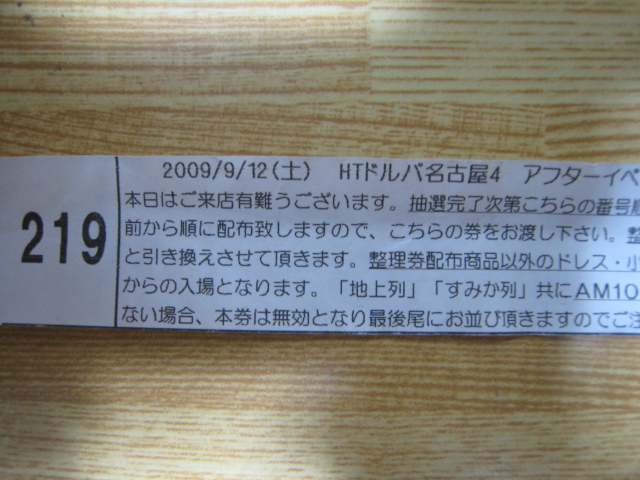 219
2009/9/12(土) HTドルパ名古屋4 アフターイベ
本日はご来店有難うございます。抽選完了次第こちらの番号順
前から順に配布致しますので、こちらの券をお渡し下さい。整
と引き換えさせて頂きます。整理券配布商品以外のドレス・小
からの入場となります。「地上列」「すみか列」共にAM10
ない場合、本券は無効となり最後尾にお並び頂きますのでご注